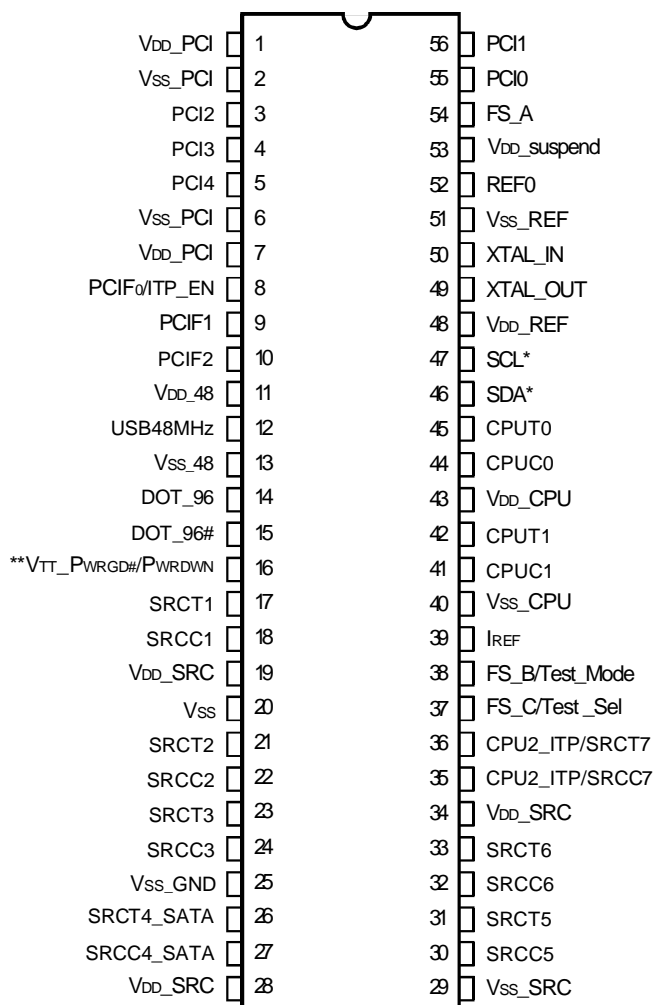 VDD_PCI 1 56 PCI1
VSS_PCI 2 55 PCI0
PCI2 3 54 FS_A
PCI3 4 53 VDD_suspend
PCI4 5 52 REF0
VSS_PCI 6 51 VSS_REF
VDD_PCI 7 50 XTAL_IN
PCIF0/ITP_EN 8 49 XTAL_OUT
PCIF1 9 48 VDD_REF
PCIF2 10 47 SCL*
VDD_48 11 46 SDA*
USB48MHz 12 45 CPUT0
VSS_48 13 44 CPUC0
DOT_96 14 43 VDD_CPU
DOT_96# 15 42 CPUT1
**VTT_PWRGD#/PWRDWN 16 41 CPUC1
SRCT1 17 40 VSS_CPU
SRCC1 18 39 IREF
VDD_SRC 19 38 FS_B/Test_Mode
VSS 20 37 FS_C/Test_Sel
SRCT2 21 36 CPU2_ITP/SRCT7
SRCC2 22 35 CPU2_ITP/SRCC7
SRCT3 23 34 VDD_SRC
SRCC3 24 33 SRCT6
VSS_GND 25 32 SRCC6
SRCT4_SATA 26 31 SRCT5
SRCC4_SATA 27 30 SRCC5
VDD_SRC 28 29 VSS_SRC